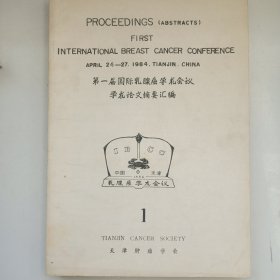 PROCEEDINGS (ABSTRACTS)
FIRST
INTERNATIONAL BREAST CANCER CONFERENCE
APRIL 24—27. 1984. TIANJIN. CHINA
第一届国际乳腺癌学术会议
学术论文摘要汇编
中国 天津
乳腺癌学术会议
1
TIANJIN CANCER SOCIETY
天津肿瘤学会